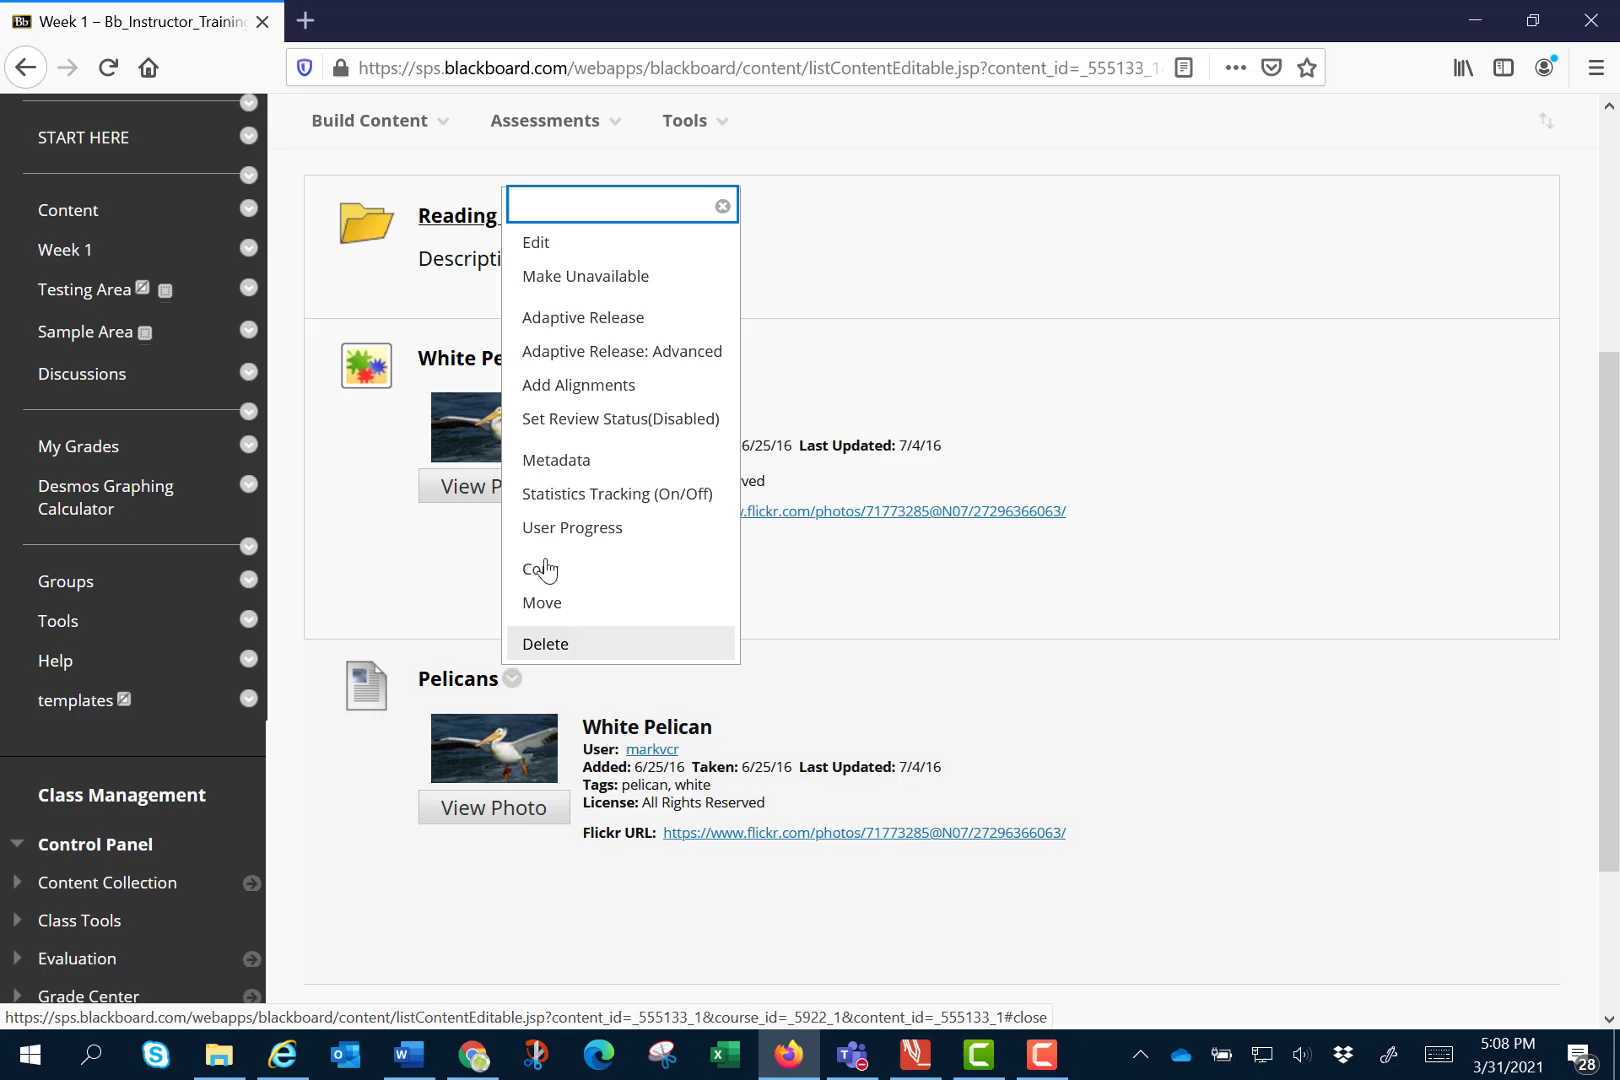 Week 1 – Bb_Instructor_Training
https://sps.blackboard.com/webapps/blackboard/content/listContentEditable.jsp?content_id=_555133_1
START HERE
Content
Week 1
Testing Area
Sample Area
Discussions
My Grades
Desmos Graphing
Calculator
Groups
Tools
Help
templates
Class Management
Control Panel
Content Collection
Class Tools
Evaluation
Grade Center
Build Content
Assessments
Tools
Reading
Descripti
Edit
Make Unavailable
Adaptive Release
Adaptive Release: Advanced
Add Alignments
Set Review Status(Disabled)
Metadata
Statistics Tracking (On/Off)
User Progress
Move
Delete
White Pe
6/25/16 Last Updated: 7/4/16
rved
w.flickr.com/photos/71773285@N07/27296366063/
View P
Pelicans
White Pelican
User: markvcr
Added: 6/25/16 Taken: 6/25/16 Last Updated: 7/4/16
Tags: pelican, white
License: All Rights Reserved
View Photo
Flickr URL: https://www.flickr.com/photos/71773285@N07/27296366063/
https://sps.blackboard.com/webapps/blackboard/content/listContentEditable.jsp?content_id=_555133_1&course_id=_5922_1&content_id=_555133_1#close
5:08 PM
3/31/2021
28